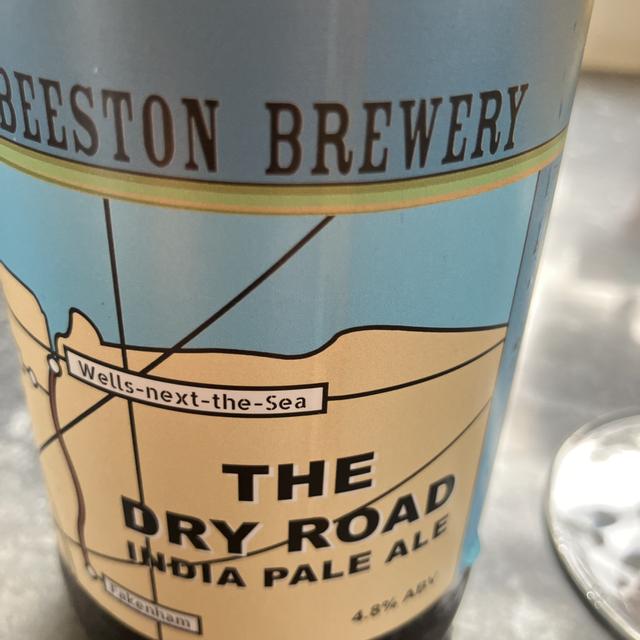 BEESTON BREWERY
Wells-next-the-Sea
THE
DRY ROAD
INDIA PALE ALE
4.8% ABV
Fakenham